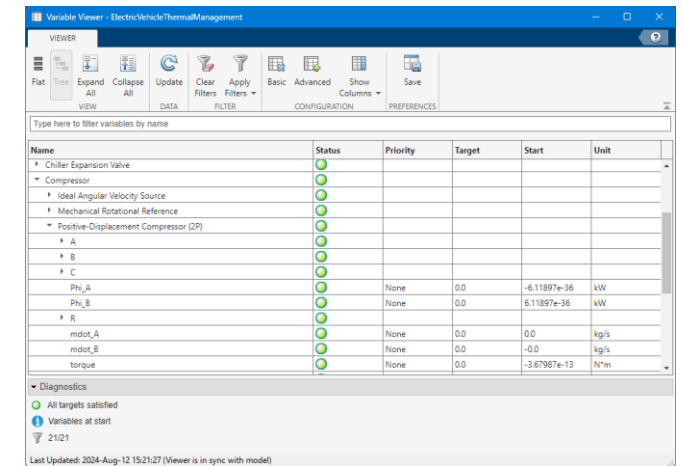 Variable Viewer - ElectricVehicleThermalManagement
VIEWER
?
Flat Tree Expand All Collapse All Update Clear Filters Apply Filters Basic Advanced Show Columns Save
VIEW DATA FILTER CONFIGURATION PREFERENCES
Type here to filter variables by name
Name Status Priority Target Start Unit
Chiller Expansion Valve
Compressor
Ideal Angular Velocity Source
Mechanical Rotational Reference
Positive-Displacement Compressor (2P)
A
B
C
Phi_A None 0.0 -6.11897e-36 kW
Phi_B None 0.0 6.11897e-36 kW
R
mdot_A None 0.0 0.0 kg/s
mdot_B None 0.0 -0.0 kg/s
torque None 0.0 -3.67987e-13 N*m
Diagnostics
All targets satisfied
Variables at start
21/21
Last Updated: 2024-Aug-12 15:21:27 (Viewer is in sync with model)